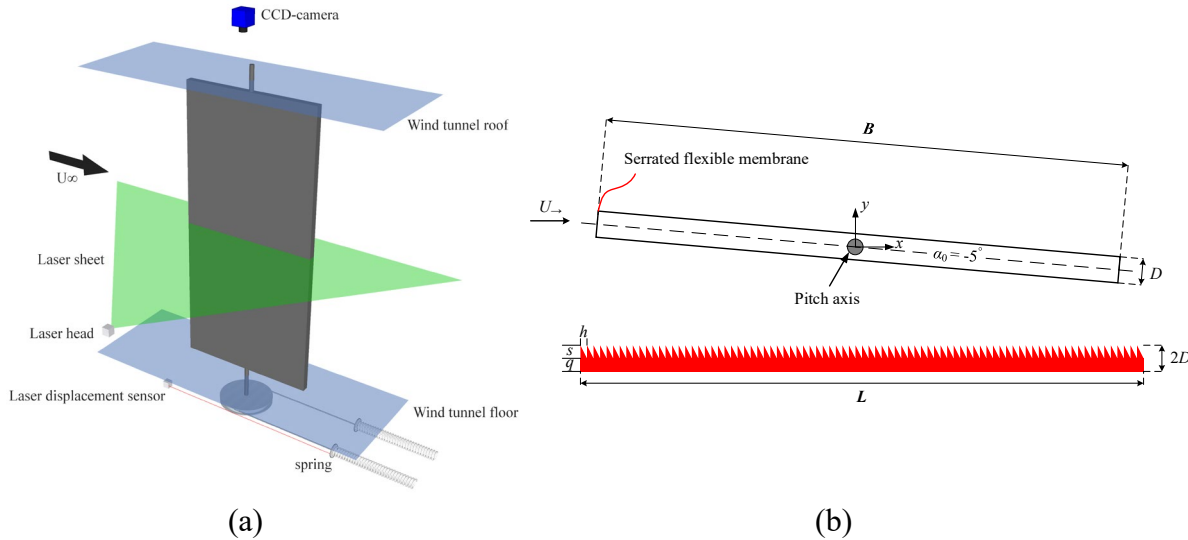 CCD-camera
Wind tunnel roof
U∞
Laser sheet
Laser head
Laser displacement sensor
Wind tunnel floor
spring
(a)
B
Serrated flexible membrane
U→
y
x
α₀ = -5°
D
Pitch axis
h
s
q
2D
L
(b)